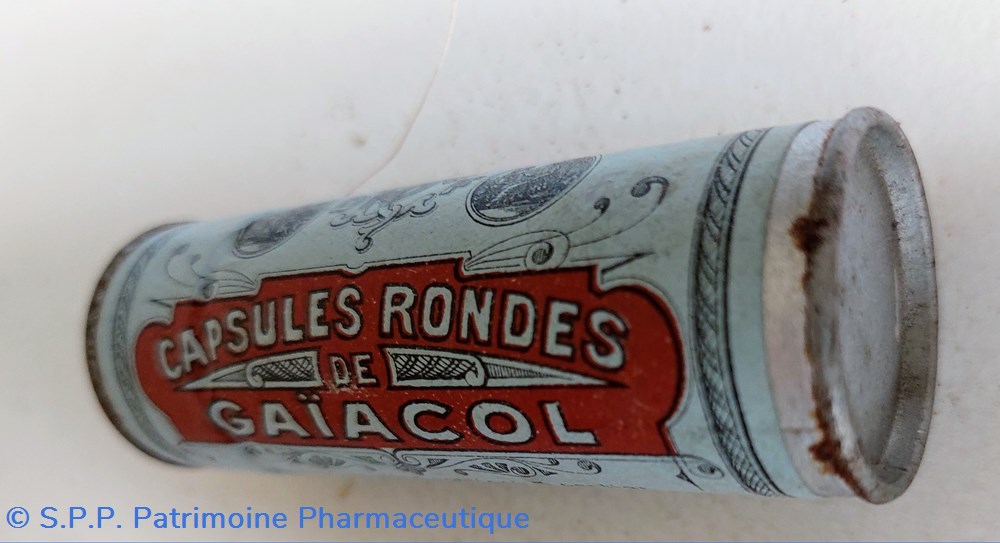 CAPSULES RONDES
DE
GAÏACOL
© S.P.P. Patrimoine Pharmaceutique